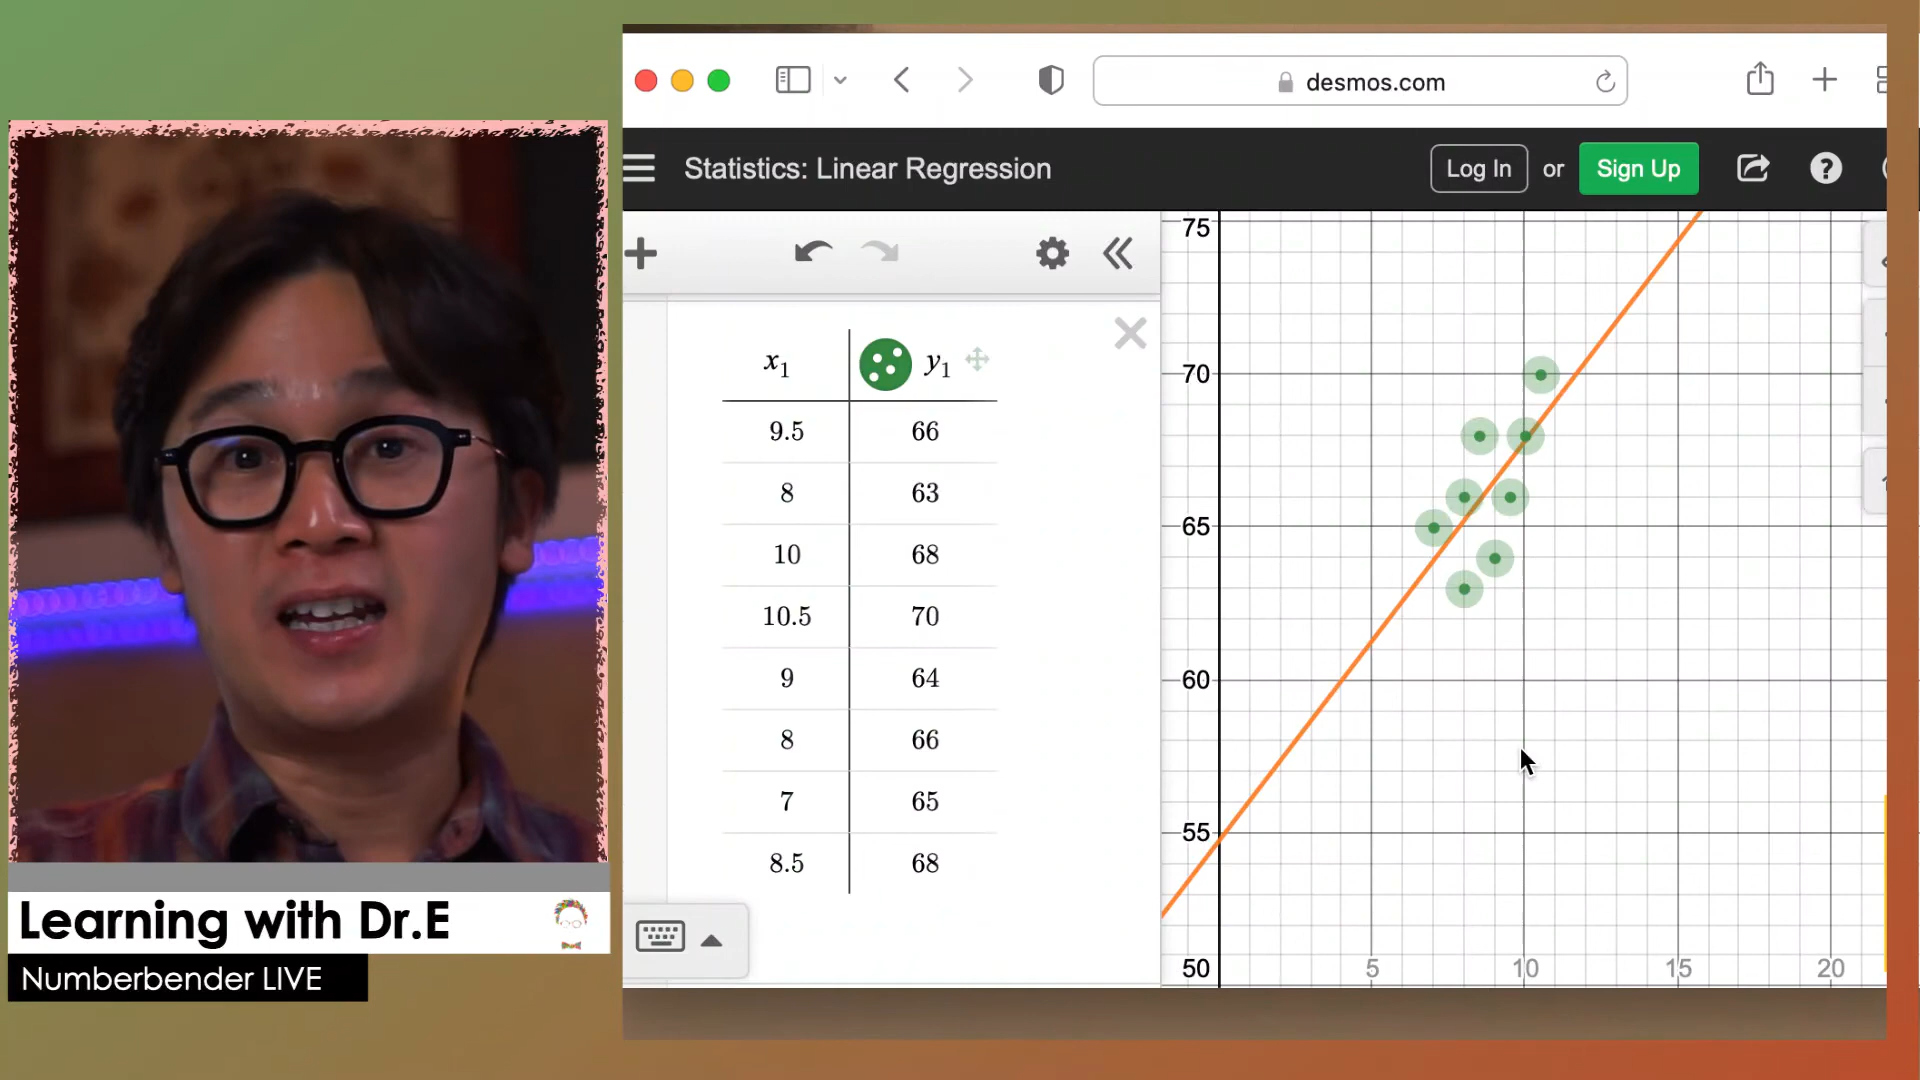 desmos.com
Statistics: Linear Regression
Log In or Sign Up
x₁ y₁
9.5 66
8 63
10 68
10.5 70
9 64
8 66
7 65
8.5 68
75
70
65
60
55
50 5 10 15 20
Learning with Dr.E
Numberbender LIVE